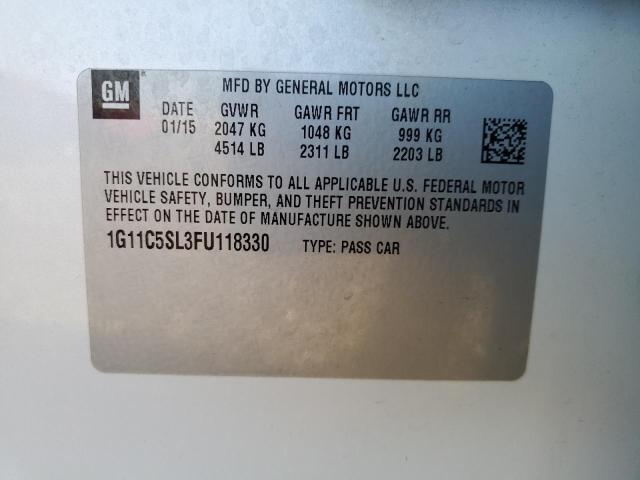 GM
MFD BY GENERAL MOTORS LLC
DATE GVWR GAWR FRT GAWR RR
01/15 2047 KG 1048 KG 999 KG
4514 LB 2311 LB 2203 LB
THIS VEHICLE CONFORMS TO ALL APPLICABLE U.S. FEDERAL MOTOR
VEHICLE SAFETY, BUMPER, AND THEFT PREVENTION STANDARDS IN
EFFECT ON THE DATE OF MANUFACTURE SHOWN ABOVE.
1G11C5SL3FU118330 TYPE: PASS CAR